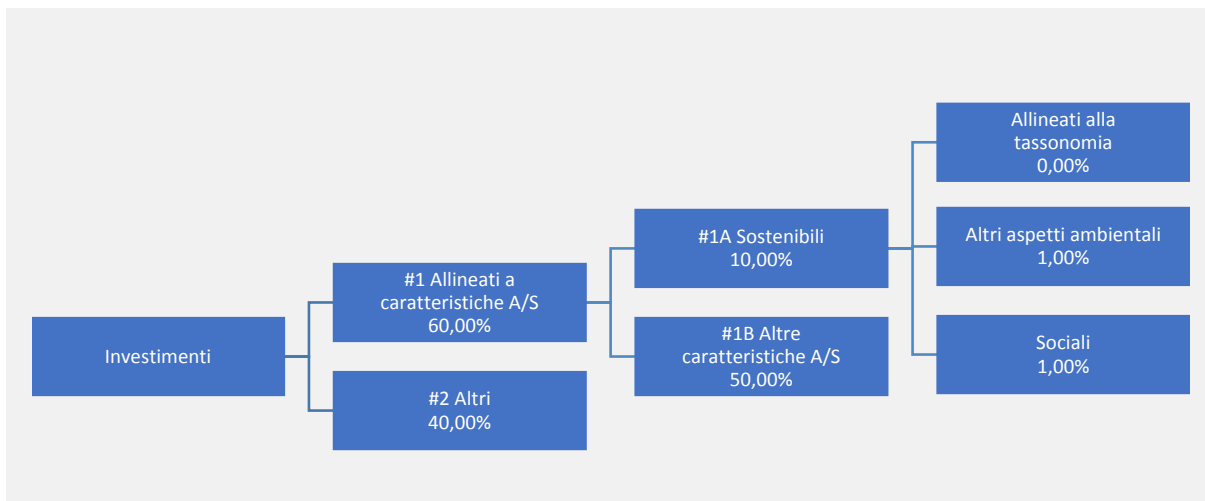 Investimenti
#1 Allineati a
caratteristiche A/S
60,00%
#2 Altri
40,00%
#1A Sostenibili
10,00%
#1B Altre
caratteristiche A/S
50,00%
Allineati alla
tassonomia
0,00%
Altri aspetti ambientali
1,00%
Sociali
1,00%